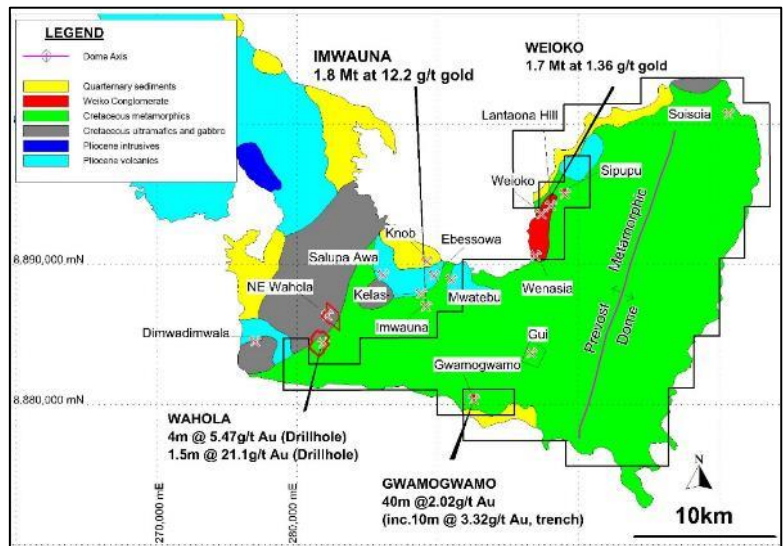 LEGEND
Dome Axis
Quarternary sediments
Weiko Conglomerate
Cretaceous metamorphics
Cretaceous ultramafics and gabbro
Pliocene intrusives
Pliocene volcanics
IMWAUNA
1.8 Mt at 12.2 g/t gold
WEIOKO
1.7 Mt at 1.36 g/t gold
Lantaona Hill
Soisoia
Weioko
Sipupu
8,890,000 mN
Knob
Ebessowa
Salupa Awa
NE Wahola
Kelas
Mwatebu
Wenasia
Imwauna
Dimwadimwala
Gui
Gwamogwamo
Prevost Metamorphic
Dome
8,880,000 mN
WAHOLA
4m @ 5.47g/t Au (Drillhole)
1.5m @ 21.1g/t Au (Drillhole)
GWAMOGWAMO
40m @2.02g/t Au
(inc.10m @ 3.32g/t Au, trench)
270,000 mE
280,000 mE
N
10km